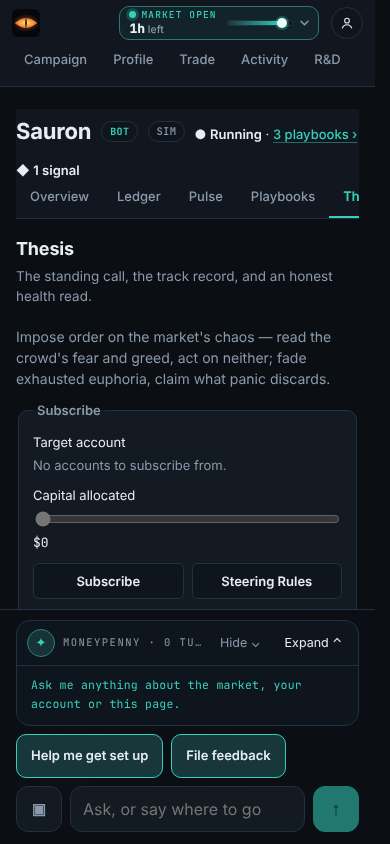 MARKET OPEN
1h left
Campaign Profile Trade Activity R&D
Sauron BOT SIM ● Running · 3 playbooks ›
◆ 1 signal
Overview Ledger Pulse Playbooks Th
Thesis
The standing call, the track record, and an honest
health read.
Impose order on the market's chaos — read the
crowd's fear and greed, act on neither; fade
exhausted euphoria, claim what panic discards.
Subscribe
Target account
No accounts to subscribe from.
Capital allocated
$0
Subscribe Steering Rules
MONEYPENNY · 0 TU… Hide Expand
Ask me anything about the market, your
account or this page.
Help me get set up File feedback
Ask, or say where to go